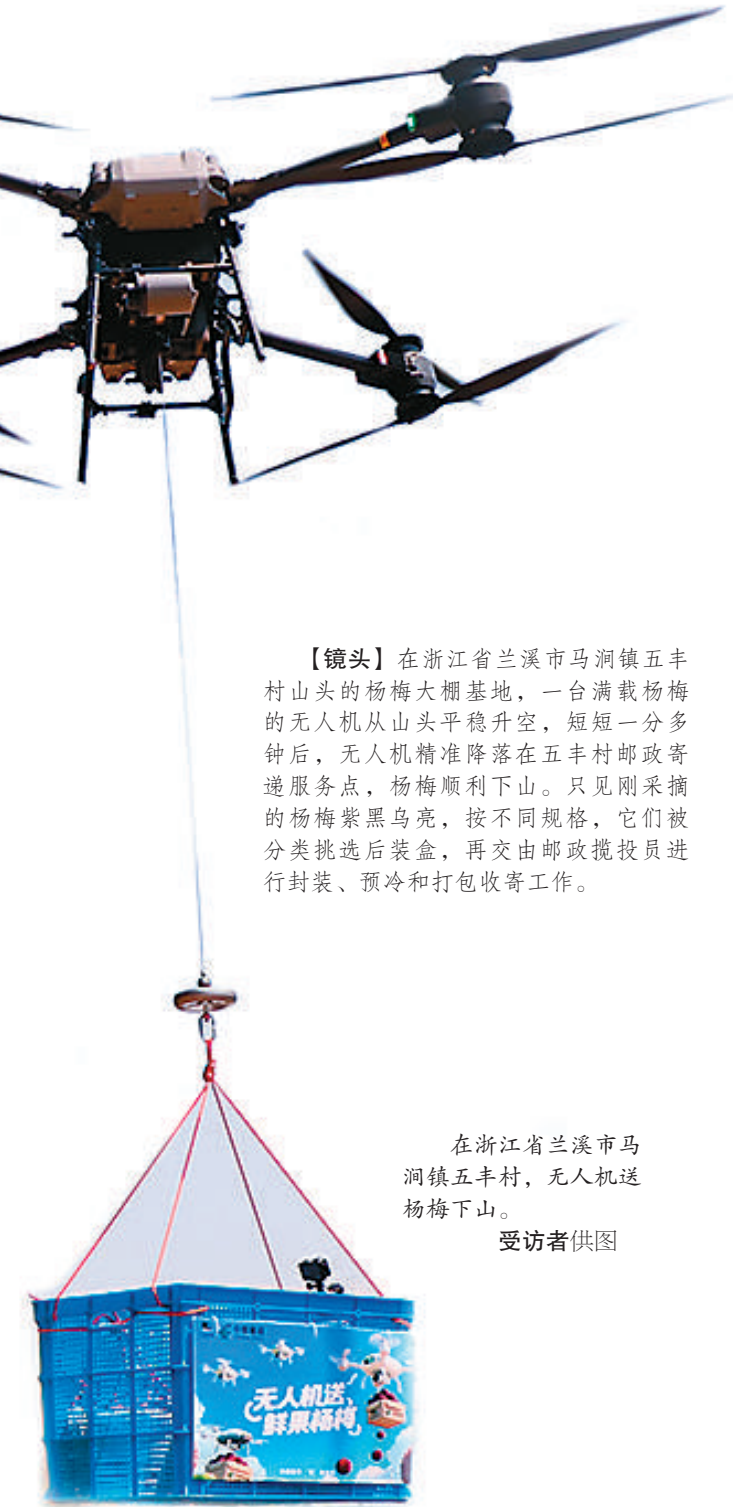 【镜头】在浙江省兰溪市马涧镇五丰
村山头的杨梅大棚基地，一台满载杨梅
的无人机从山头平稳升空，短短一分多
钟后，无人机精准降落在五丰村邮政寄
递服务点，杨梅顺利下山。只见刚采摘
的杨梅紫黑乌亮，按不同规格，它们被
分类挑选后装盒，再交由邮政揽投员进
行封装、预冷和打包收寄工作。
在浙江省兰溪市马
涧镇五丰村，无人机送
杨梅下山。
受访者供图
无人机送
鲜果杨梅